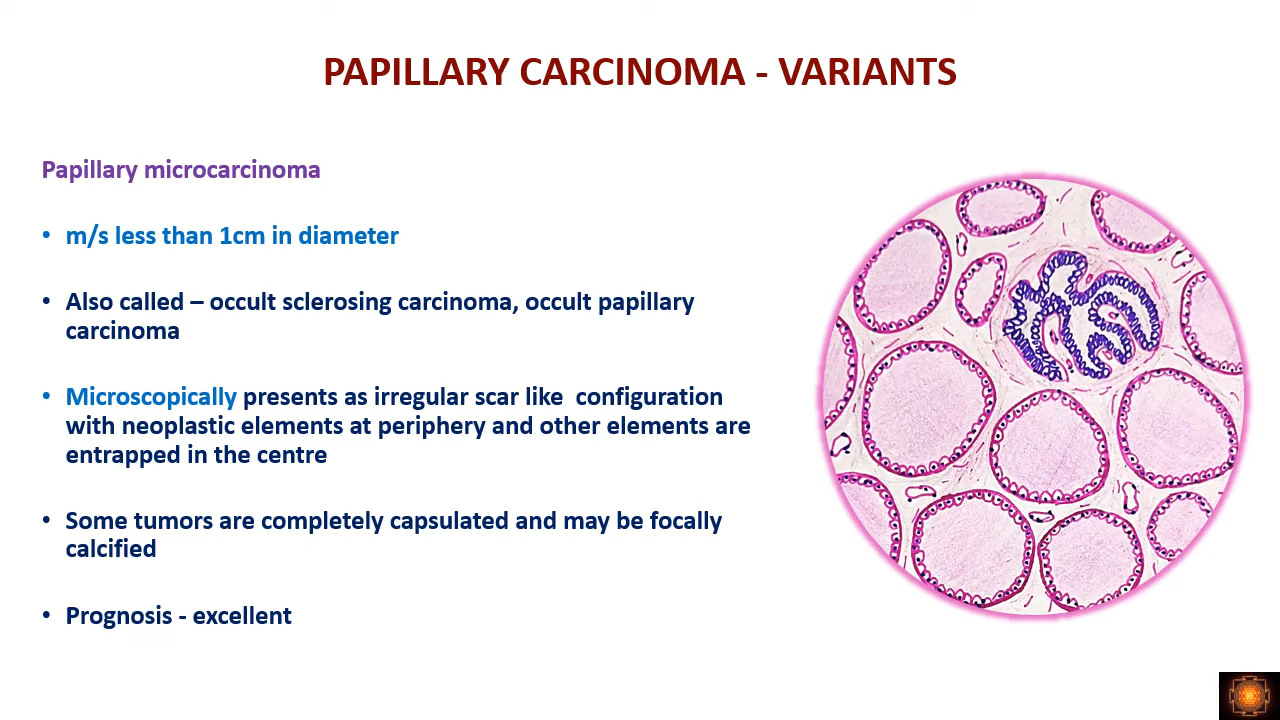 PAPILLARY CARCINOMA - VARIANTS
Papillary microcarcinoma
• m/s less than 1cm in diameter
• Also called – occult sclerosing carcinoma, occult papillary
carcinoma
• Microscopically presents as irregular scar like  configuration
with neoplastic elements at periphery and other elements are
entrapped in the centre
• Some tumors are completely capsulated and may be focally
calcified
• Prognosis - excellent